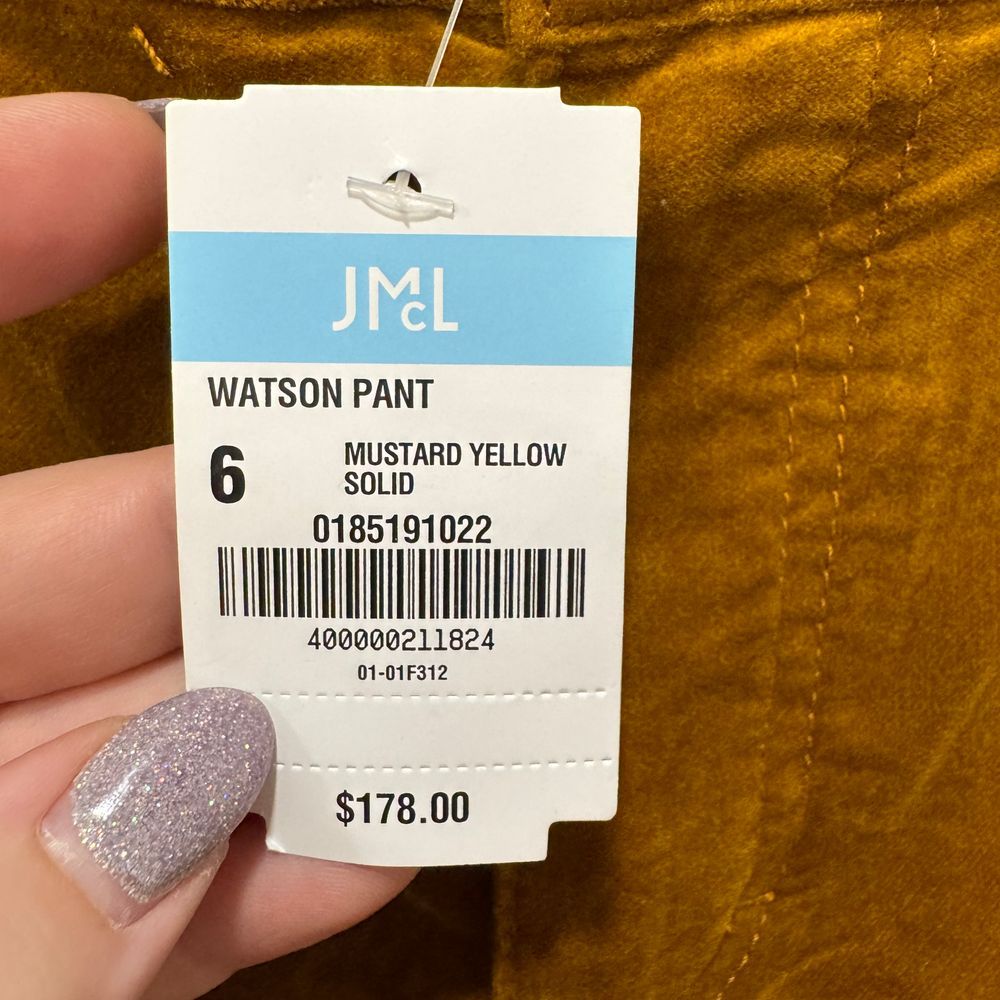 JMcL
WATSON PANT
6
MUSTARD YELLOW
SOLID
0185191022
400000211824
01-01F312
$178.00